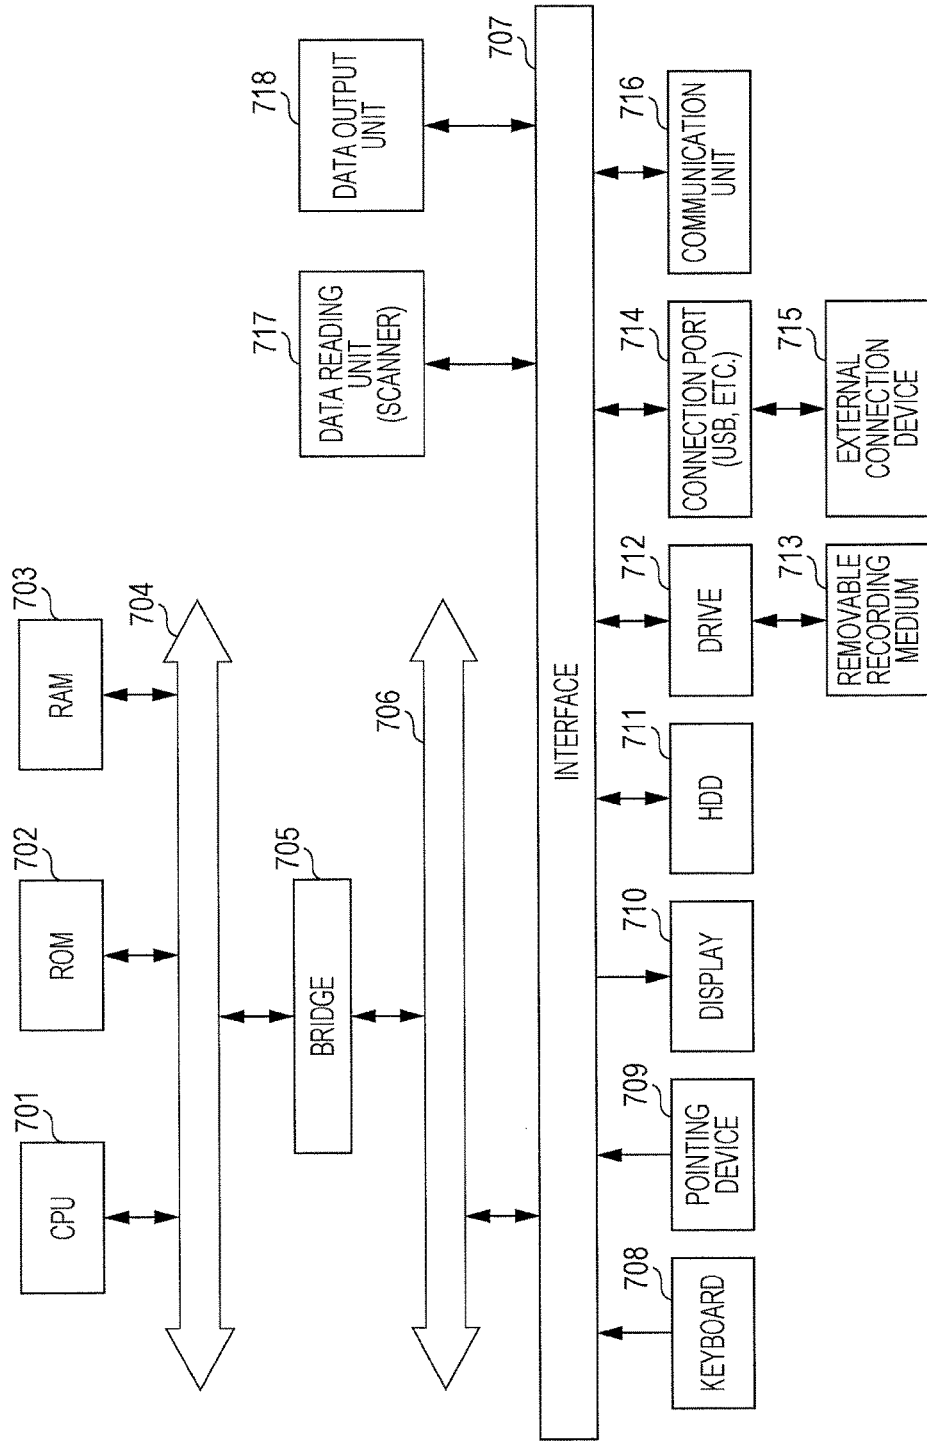 701
CPU
702
ROM
703
RAM
704
705
BRIDGE
706
717
DATA READING
UNIT
(SCANNER)
718
DATA OUTPUT
UNIT
707
INTERFACE
708
KEYBOARD
709
POINTING
DEVICE
710
DISPLAY
711
HDD
712
DRIVE
714
CONNECTION PORT
(USB, ETC.)
716
COMMUNICATION
UNIT
713
REMOVABLE
RECORDING
MEDIUM
715
EXTERNAL
CONNECTION
DEVICE